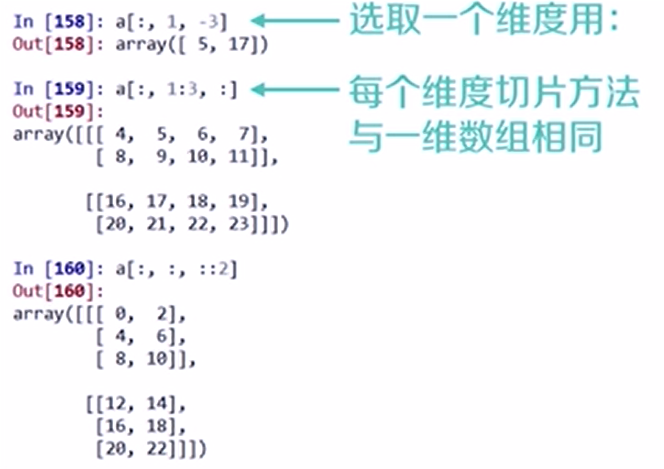 In [158]: a[:, 1, -3]
选取一个维度用：
Out[158]: array([ 5, 17])
In [159]: a[:, 1:3, :]
每个维度切片方法
与一维数组相同
Out[159]:
array([[[ 4,  5,  6,  7],
[ 8,  9, 10, 11]],
[[16, 17, 18, 19],
[20, 21, 22, 23]]])
In [160]: a[:, :, ::2]
Out[160]:
array([[[ 0,  2],
[ 4,  6],
[ 8, 10]],
[[12, 14],
[16, 18],
[20, 22]]])